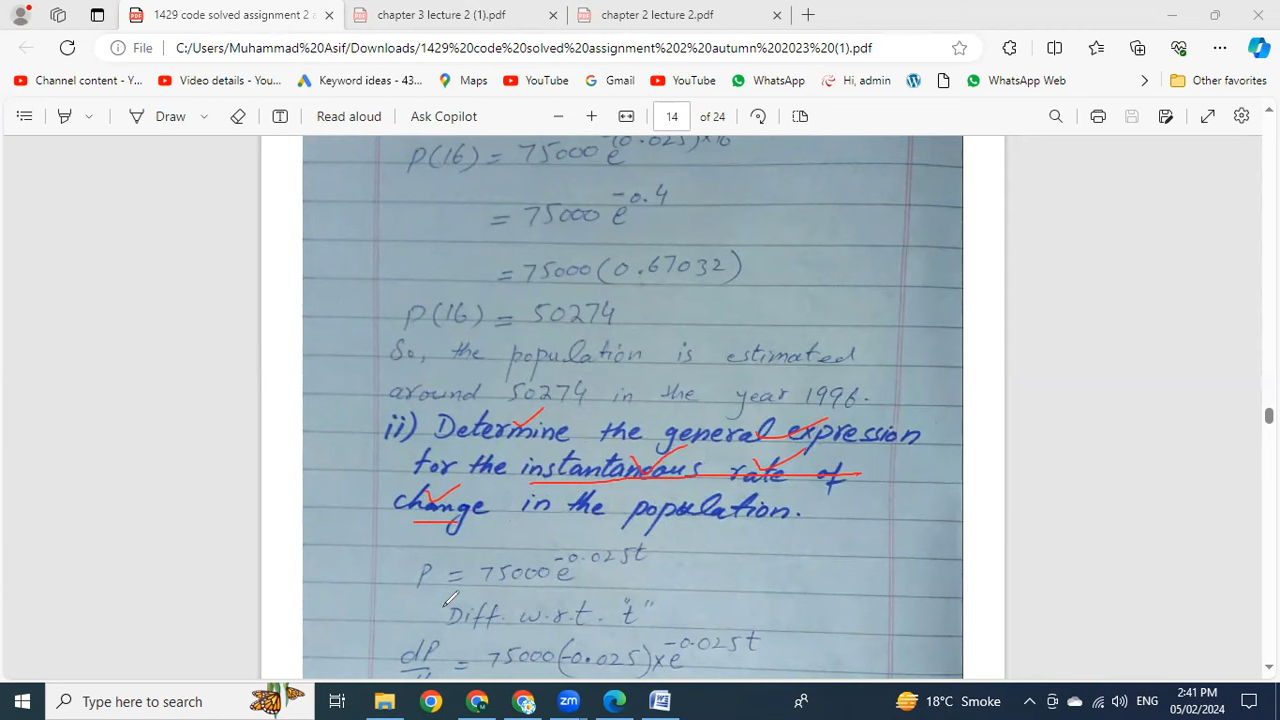 1429 code solved assignment 2 a
chapter 3 lecture 2 (1).pdf
chapter 2 lecture 2.pdf
File
C:/Users/Muhammad%20Asif/Downloads/1429%20code%20solved%20assignment%202%20autumn%202023%20(1).pdf
Channel content - Y...
Video details - You...
Keyword ideas - 43...
Maps
YouTube
Gmail
YouTube
WhatsApp
Hi, admin
WhatsApp Web
Other favorites
Draw
Read aloud
Ask Copilot
14
of 24
P(16) = 75000 e^-(0.025)×16
= 75000 e^-0.4
= 75000(0.67032)
P(16) = 50274
So, the population is estimated
around 50274 in the year 1996.
ii) Determine the general expression
for the instantaneous rate of
change in the population.
P = 75000 e^-0.025t
Diff. w.r.t. "t"
dP
= 75000(-0.025)×e^-0.025t
Type here to search
18°C Smoke
ENG
2:41 PM
05/02/2024